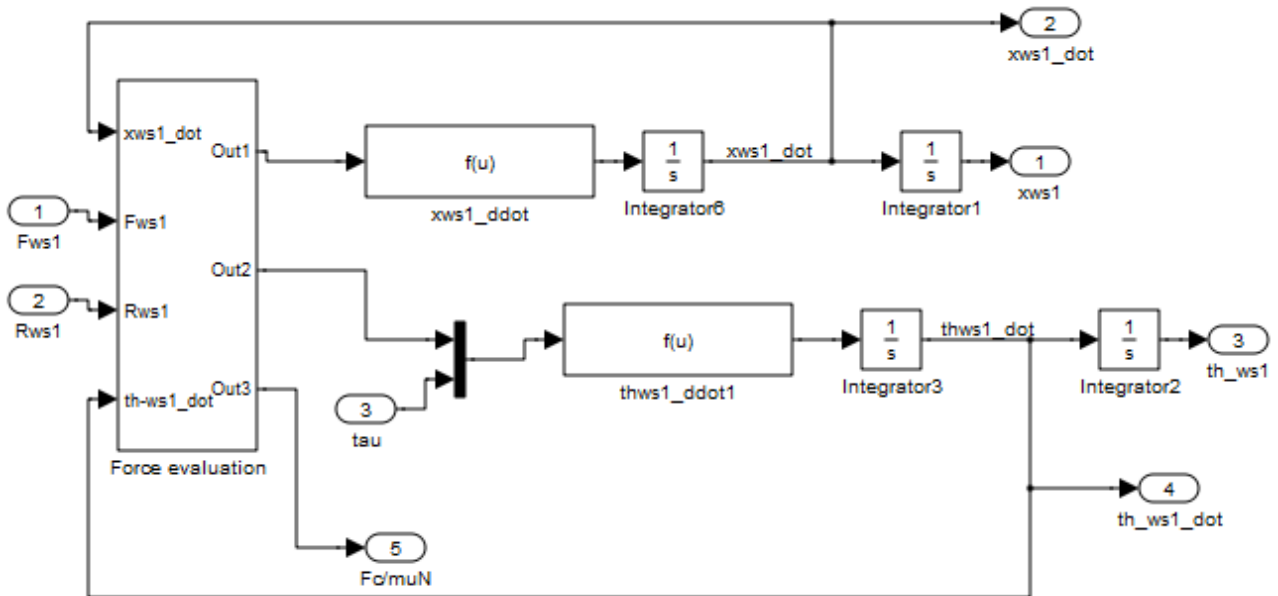 2
xws1_dot
xws1_dot
Out1
f(u)
xws1_ddot
1
s
Integrator6
xws1_dot
1
s
Integrator1
1
xws1
1
Fws1
Fws1
Out2
2
Rws1
Rws1
f(u)
thws1_ddot1
1
s
Integrator3
thws1_dot
1
s
Integrator2
3
th_ws1
th-ws1_dot
Out3
3
tau
Force evaluation
4
th_ws1_dot
5
Fc/muN